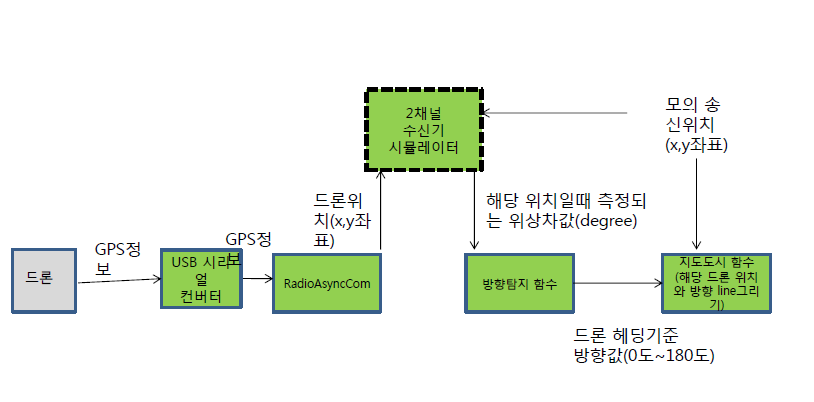 2채널
수신기
시뮬레이터
모의 송
신위치
(x,y좌표)
드론위
치(x,y좌
표)
해당 위치일때 측정되
는 위상차값(degree)
GPS정
보
GPS정
보
드론
USB 시리
얼
컨버터
RadioAsyncCom
방향탐지 함수
지도도시 함수
(해당 드론 위치
와 방향 line그리
기)
드론 헤딩기준
방향값(0도~180도)